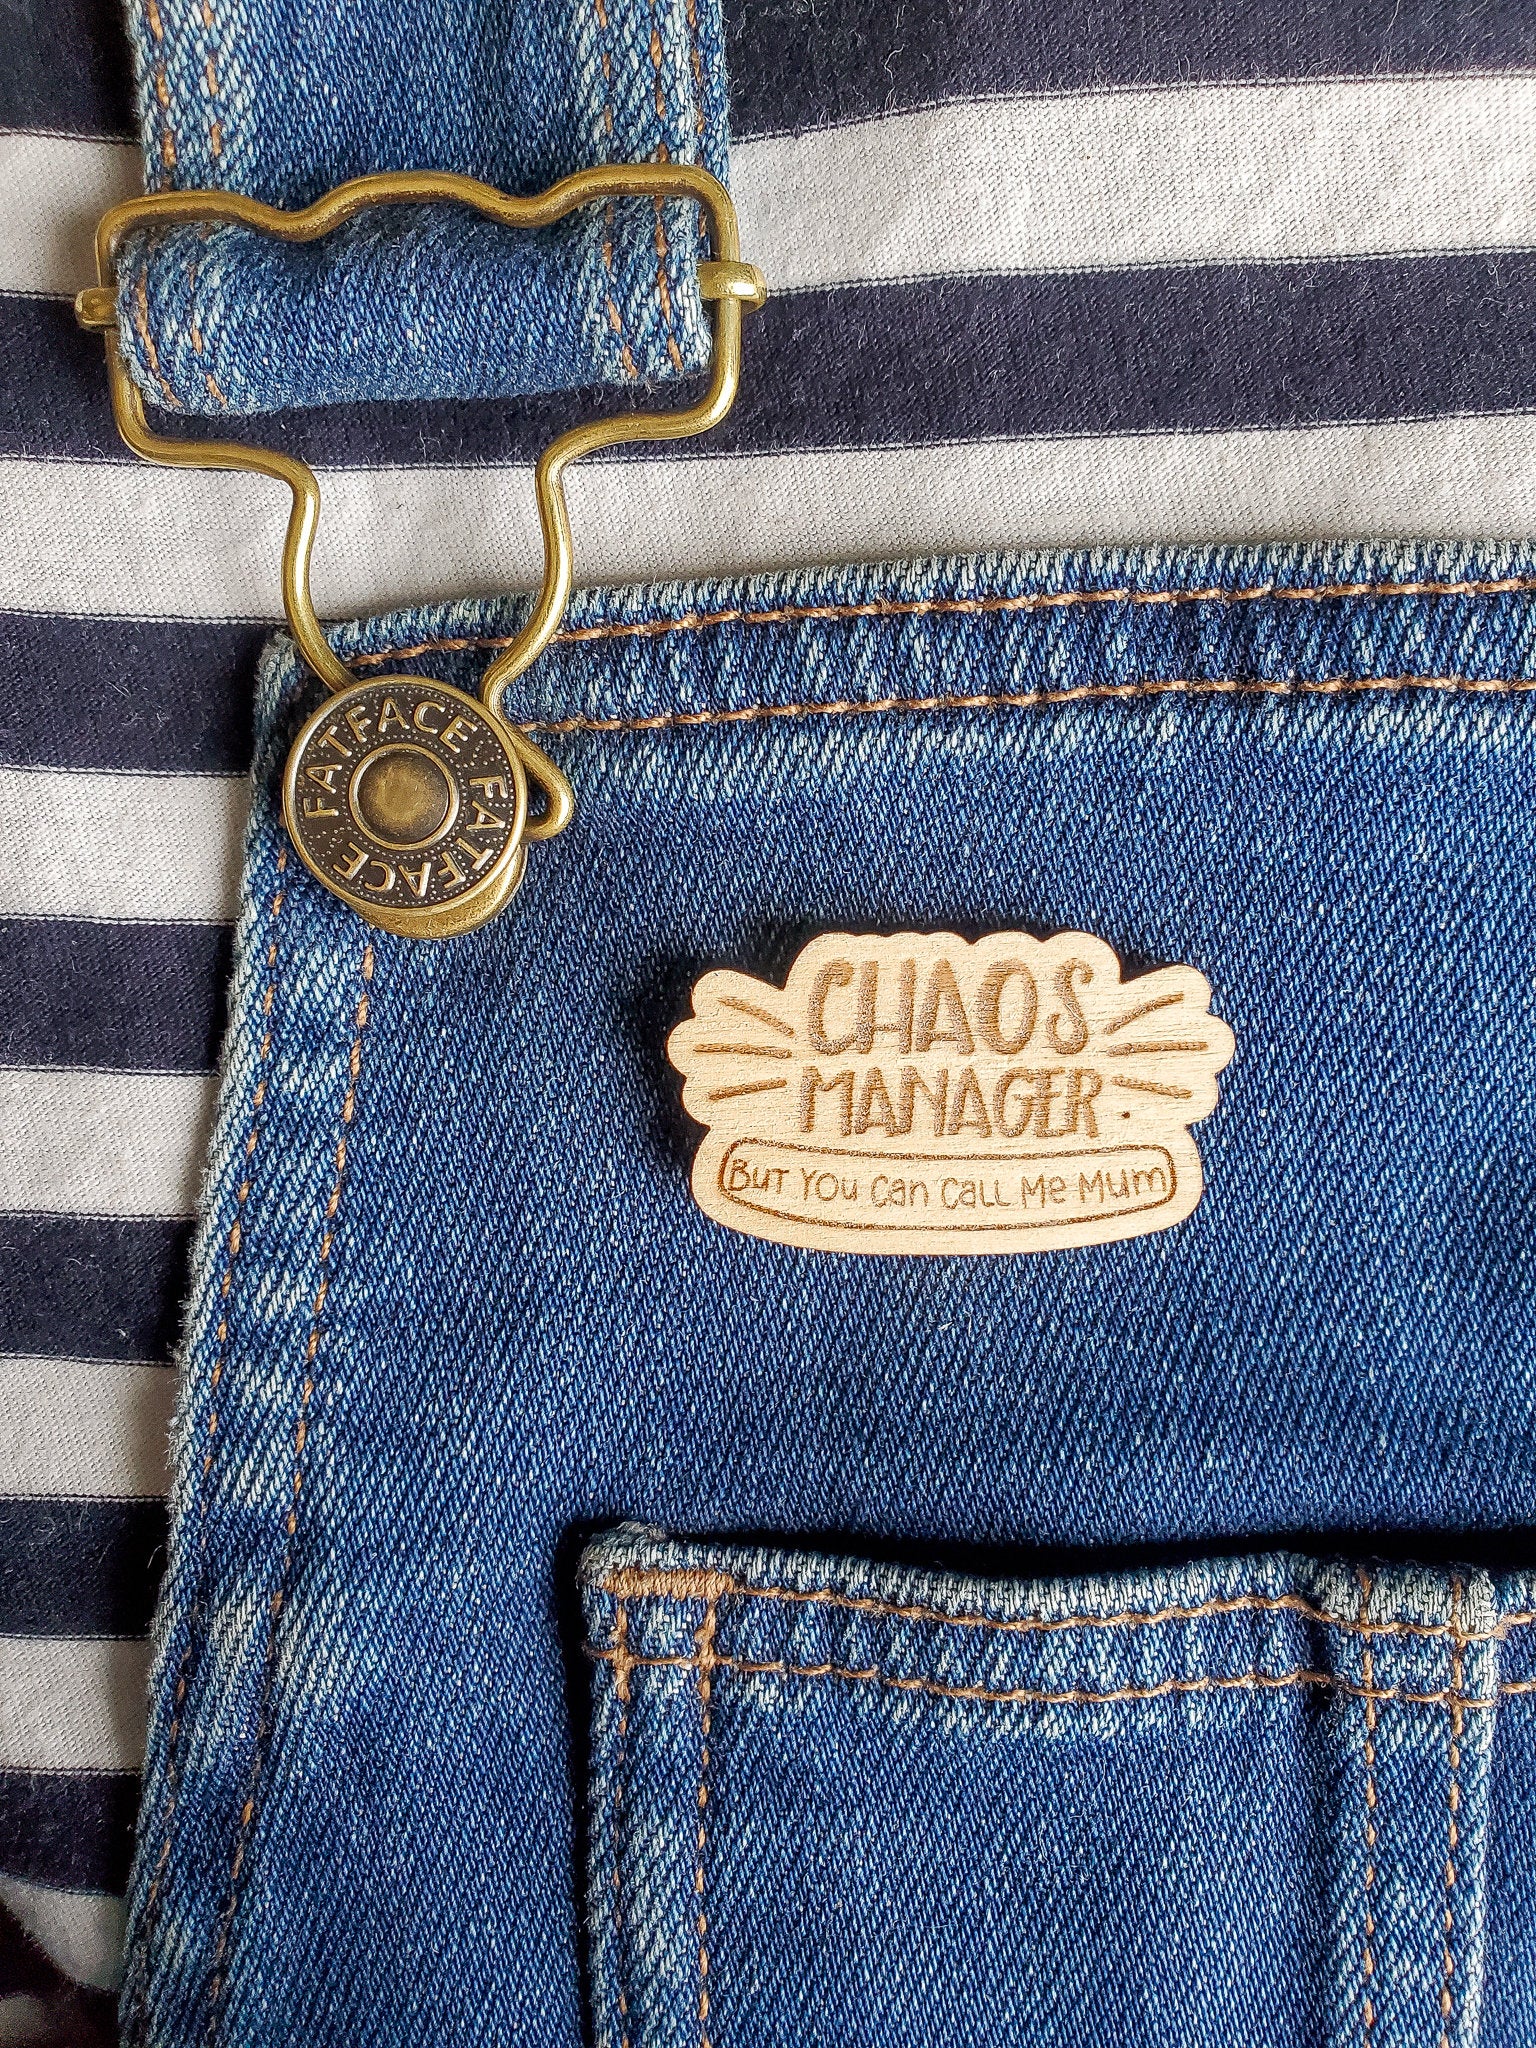 FATFACE FATFACE
CHAOS
MANAGER
BUT YOU CAN CALL ME MUM